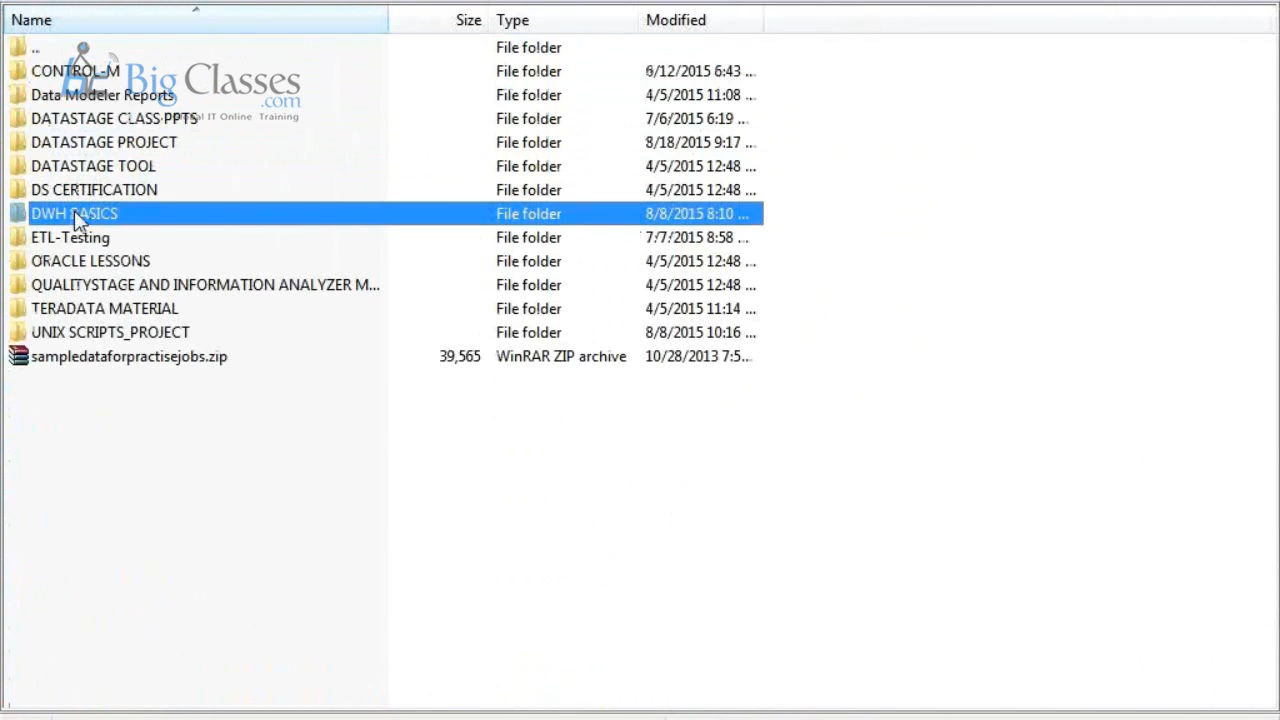 Name Size Type Modified
.. File folder
CONTROL-M File folder 6/12/2015 6:43 ...
Big Classes
Data Modeler Reports File folder 4/5/2015 11:08 ...
.com
DATASTAGE CLASS PPTS File folder 7/6/2015 6:19 ...
IT Online Training
DATASTAGE PROJECT File folder 8/18/2015 9:17 ...
DATASTAGE TOOL File folder 4/5/2015 12:48 ...
DS CERTIFICATION File folder 4/5/2015 12:48 ...
DWH BASICS File folder 8/8/2015 8:10 ...
ETL-Testing File folder 7/7/2015 8:58 ...
ORACLE LESSONS File folder 4/5/2015 12:48 ...
QUALITYSTAGE AND INFORMATION ANALYZER M... File folder 4/5/2015 12:48 ...
TERADATA MATERIAL File folder 4/5/2015 11:14 ...
UNIX SCRIPTS_PROJECT File folder 8/8/2015 10:16 ...
sampledataforpractisejobs.zip 39,565 WinRAR ZIP archive 10/28/2013 7:5...